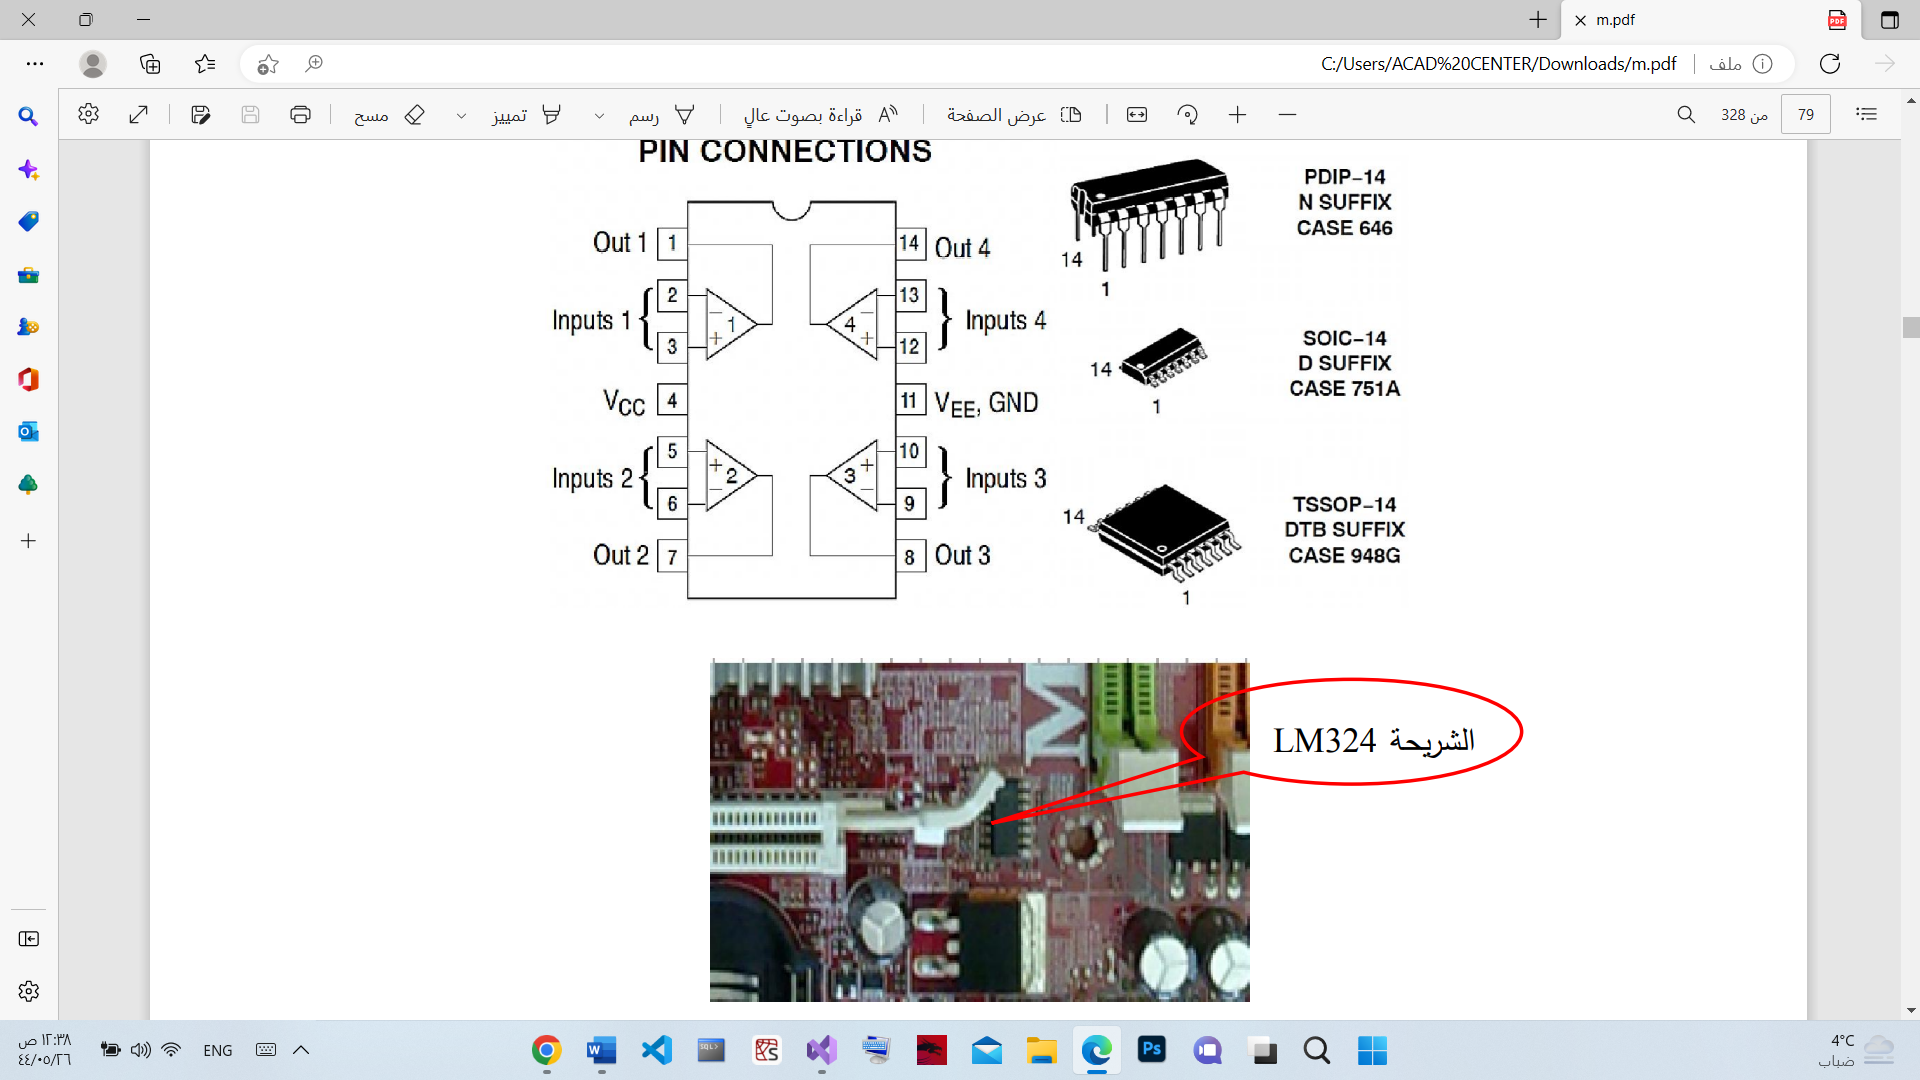 m.pdf
C:/Users/ACAD%20CENTER/Downloads/m.pdf
ملف
79
من 328
عرض الصفحة
قراءة بصوت عالٍ
رسم
تمييز
مسح
PIN CONNECTIONS
Out 1
1
14
Out 4
Inputs 1
2
3
1
4
13
12
Inputs 4
VCC
4
11
VEE, GND
Inputs 2
5
6
2
3
10
9
Inputs 3
Out 2
7
8
Out 3
14
1
PDIP–14
N SUFFIX
CASE 646
14
1
SOIC–14
D SUFFIX
CASE 751A
14
1
TSSOP–14
DTB SUFFIX
CASE 948G
M
الشريحة LM324
١٢:٣٨ ص
٤٤/٠٥/٢٦
ENG
Ps
4°C
ضباب